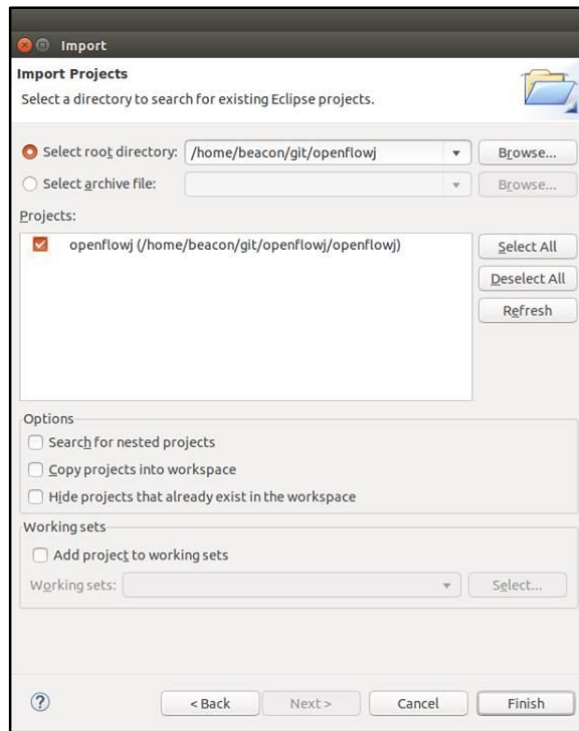 Import
Import Projects
Select a directory to search for existing Eclipse projects.
Select root directory: /home/beacon/git/openflowj Browse...
Select archive file: Browse...
Projects:
openflowj (/home/beacon/git/openflowj/openflowj)
Select All
Deselect All
Refresh
Options
Search for nested projects
Copy projects into workspace
Hide projects that already exist in the workspace
Working sets
Add project to working sets
Working sets: Select...
? < Back Next > Cancel Finish